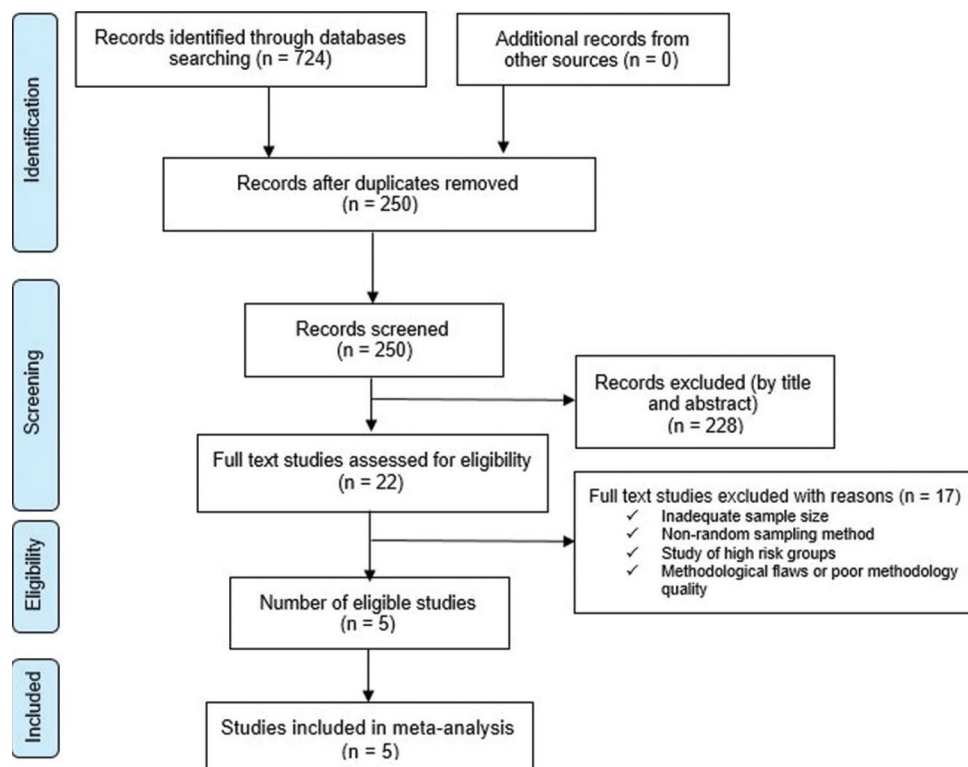 Identification
Records identified through databases
searching (n = 724)
Additional records from
other sources (n = 0)
Records after duplicates removed
(n = 250)
Screening
Records screened
(n = 250)
Records excluded (by title
and abstract)
(n = 228)
Full text studies assessed for eligibility
(n = 22)
Full text studies excluded with reasons (n = 17)
✓ Inadequate sample size
✓ Non-random sampling method
✓ Study of high risk groups
✓ Methodological flaws or poor methodology
quality
Eligibility
Number of eligible studies
(n = 5)
Included
Studies included in meta-analysis
(n = 5)